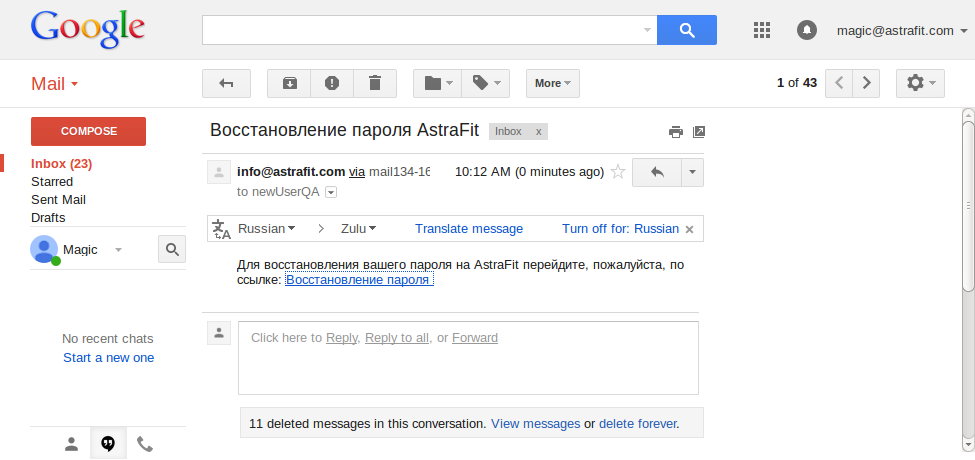 Google
magic@astrafit.com
Mail
More
1 of 43
COMPOSE
Восстановление пароля AstraFit Inbox x
Inbox (23)
Starred
Sent Mail
Drafts
info@astrafit.com via mail134-16 10:12 AM (0 minutes ago)
to newUserQA
Russian > Zulu Translate message Turn off for: Russian x
Magic
Для восстановления вашего пароля на AstraFit перейдите, пожалуйста, по
ссылке: Восстановление пароля
No recent chats
Start a new one
Click here to Reply, Reply to all, or Forward
11 deleted messages in this conversation. View messages or delete forever.